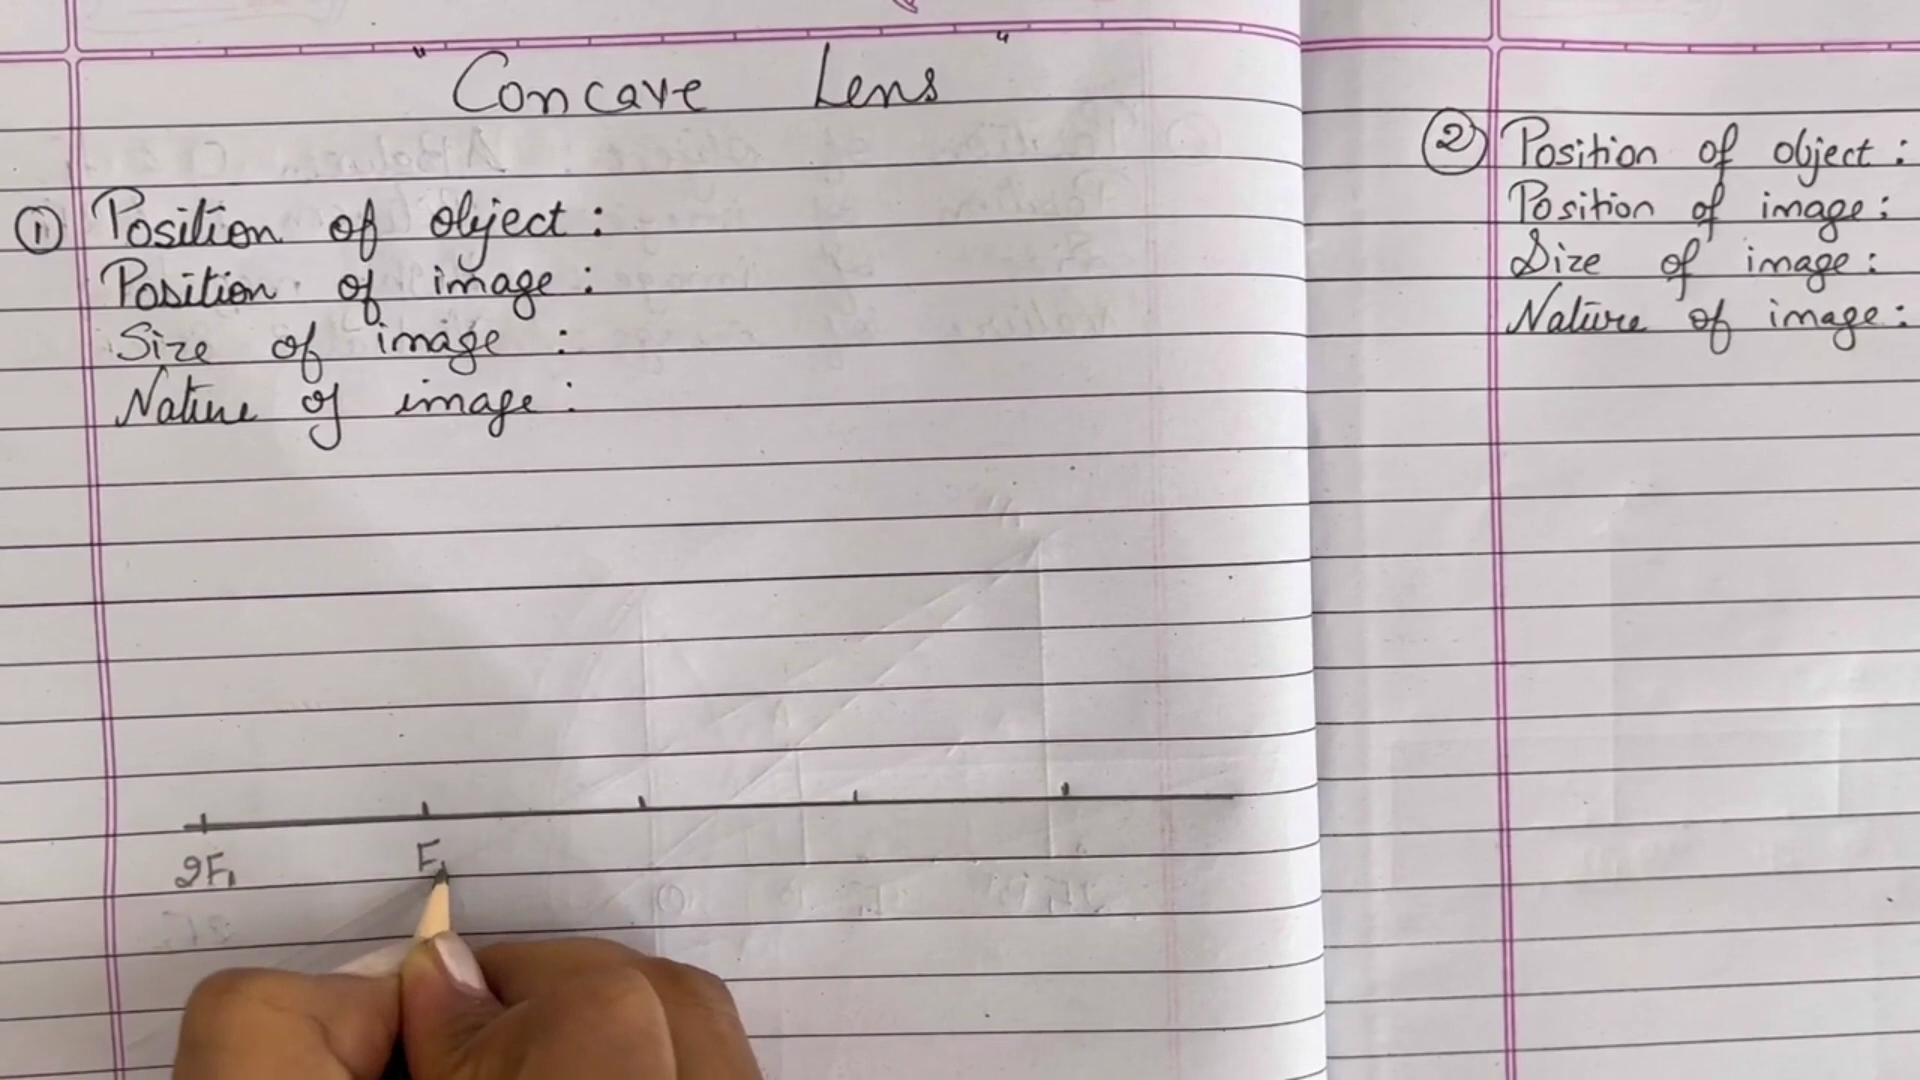 "Concave Lens"
① Position of object :
Position of image :
Size of image :
Nature of image :
2F₁ F₁
② Position of object :
Position of image :
Size of image :
Nature of image :